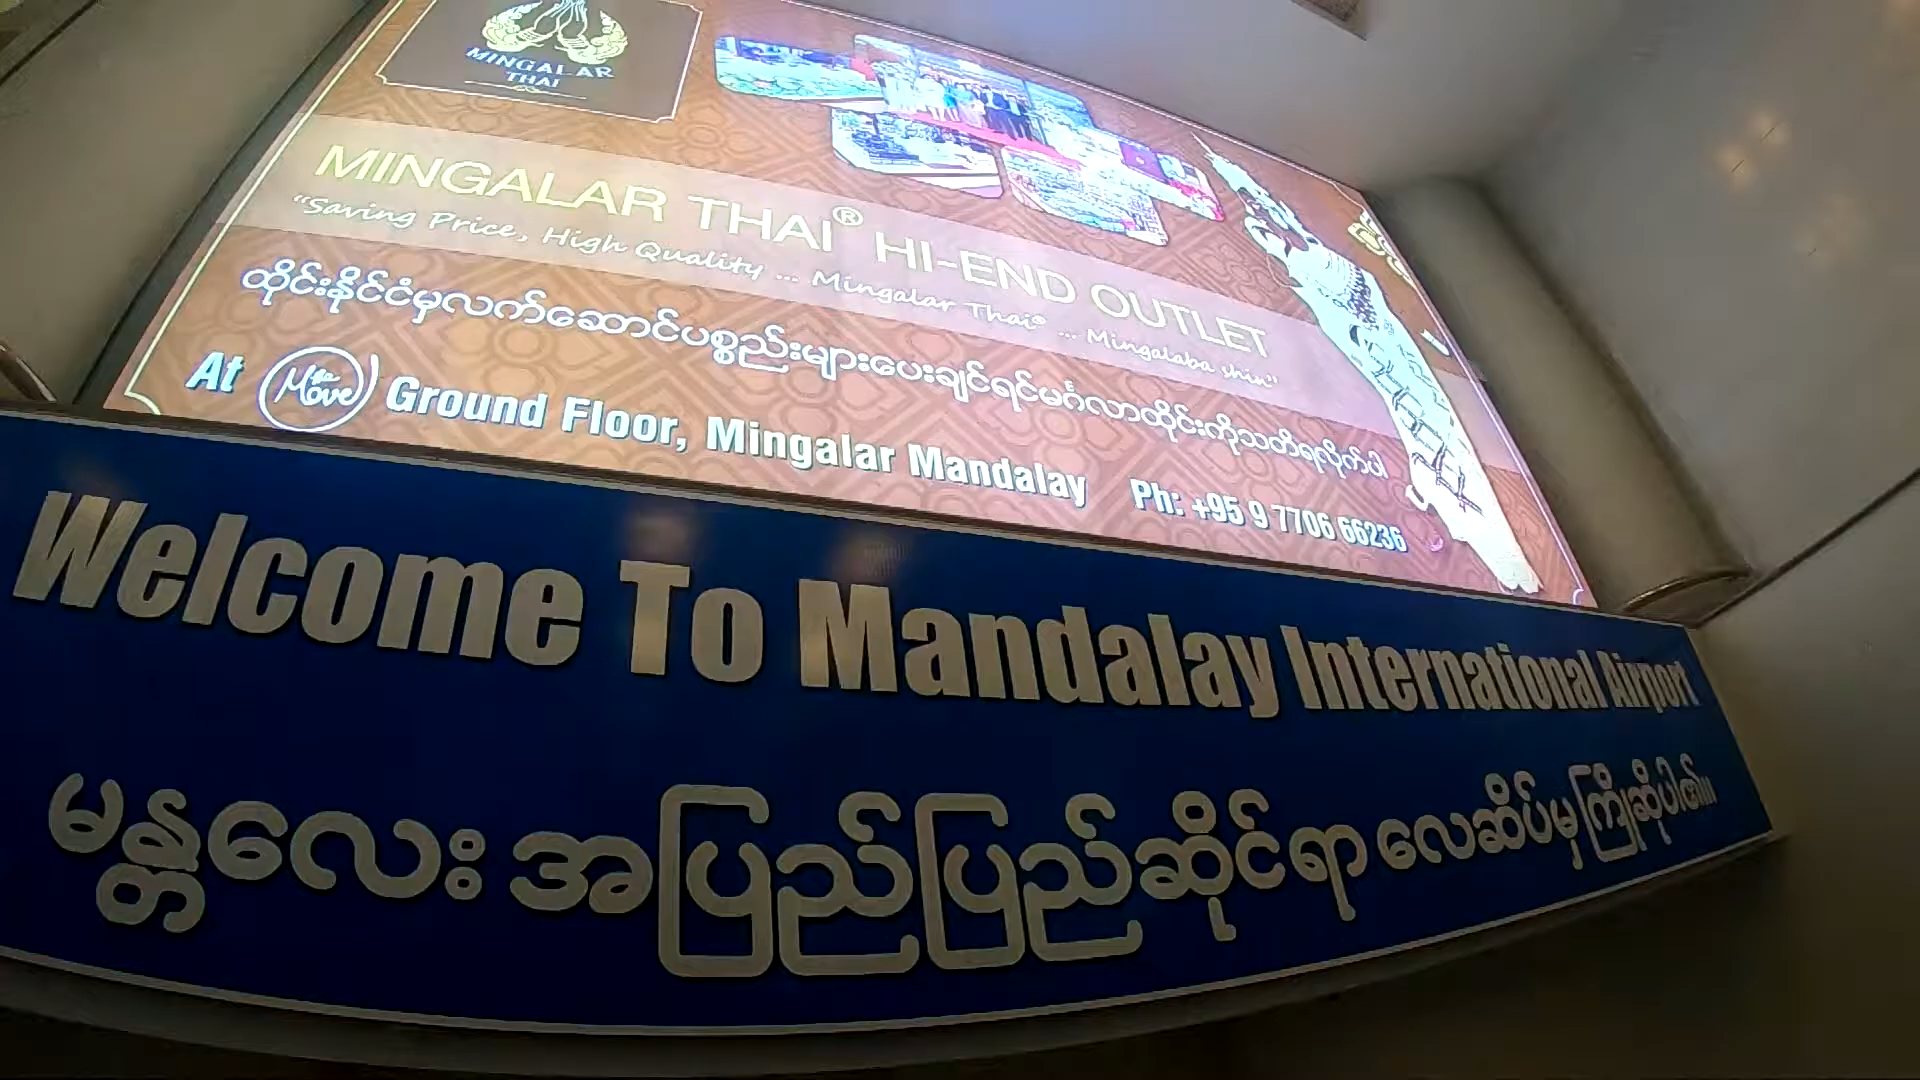 MINGALAR
THAI
MINGALAR THAI® HI-END OUTLET
"Saving Price, High Quality ... Mingalar Thai® ... Mingalaba shin"
ထိုင်းနိုင်ငံမှလက်ဆောင်ပစ္စည်းများပေးချင်ရင်မင်္ဂလာထိုင်းကိုသတိရလိုက်ပါ
At the Move Ground Floor, Mingalar Mandalay Ph: +95 9 7706 66236
Welcome To Mandalay International Airport
မန္တလေး အပြည်ပြည်ဆိုင်ရာ လေဆိပ်မှ ကြိုဆိုပါ၏။